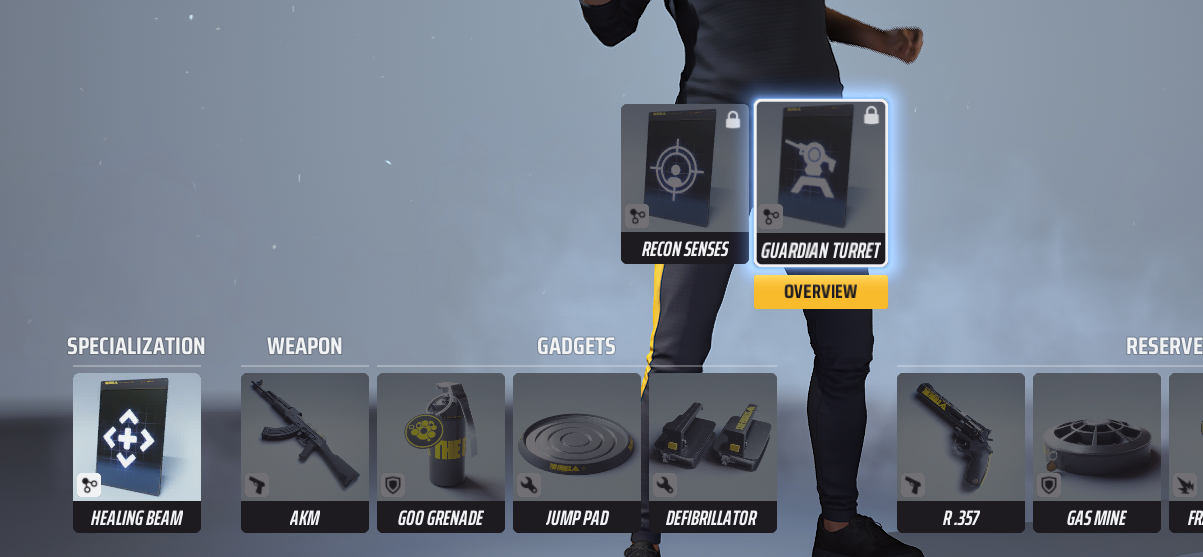 RECON SENSES
GUARDIAN TURRET
OVERVIEW
SPECIALIZATION
WEAPON
GADGETS
RESERVE
HEALING BEAM
AKM
GOO GRENADE
JUMP PAD
DEFIBRILLATOR
R .357
GAS MINE